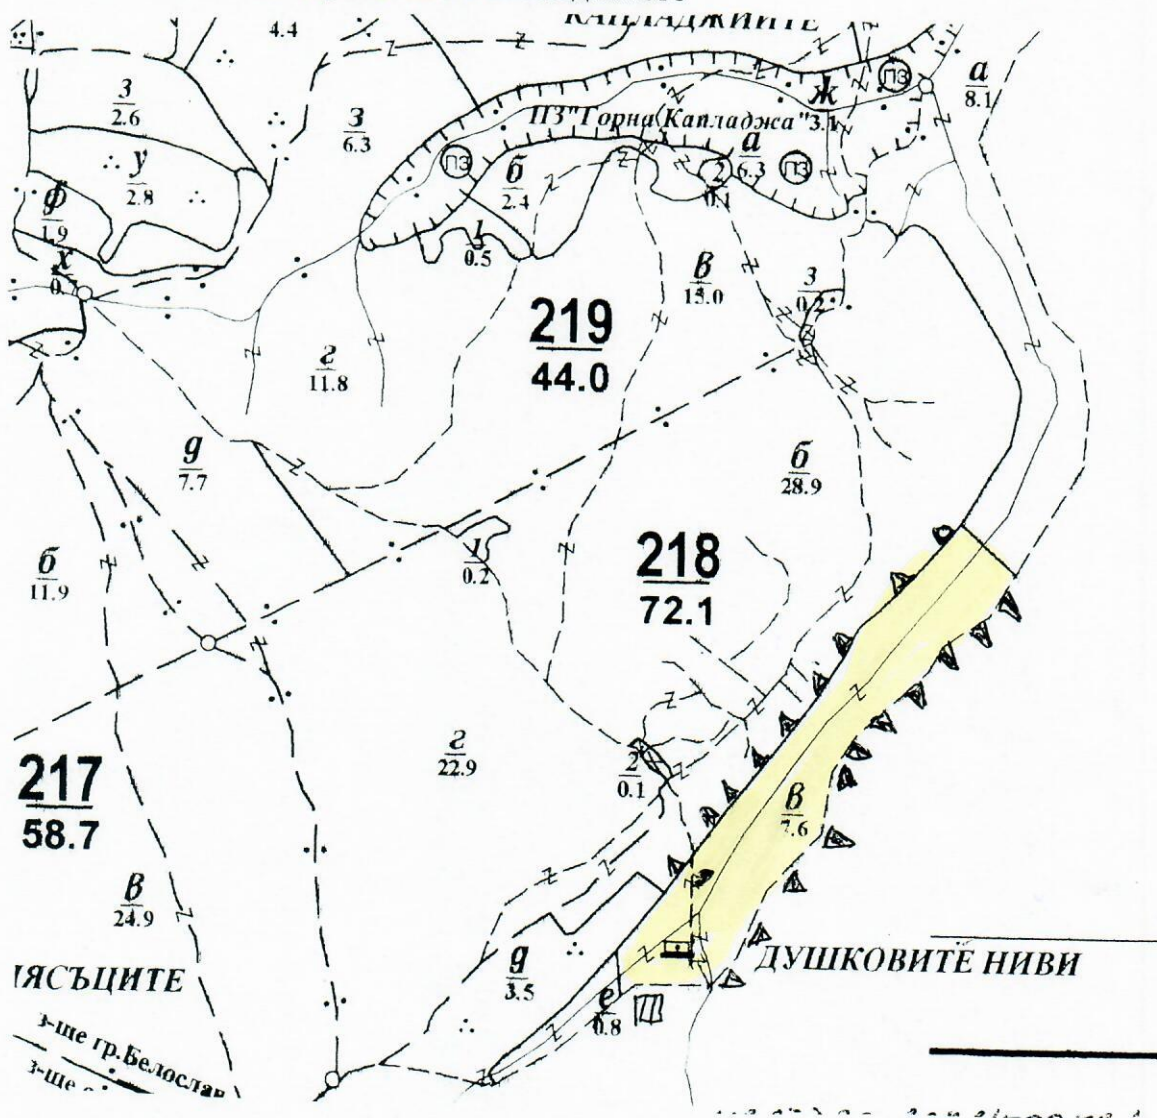 КАПЛАДЖИЙТЕ
4.4
з
2.6
з
6.3
ж
3.1
ПЗ
а
8.1
ПЗ"Горна Капладжа"
у
2.8
ПЗ
б
2.4
а
6.3
ПЗ
2
0.1
ф
1.9
х
0.7
1
0.5
в
15.0
з
0.2
219
44.0
г
11.8
д
7.7
б
28.9
1
0.2
218
72.1
б
11.9
217
58.7
г
22.9
2
0.1
в
7.6
в
24.9
д
3.5
е
0.8
ДУШКОВИТЕ НИВИ
ПЯСЪЦИТЕ
з-ще гр.Белослав
з-ще